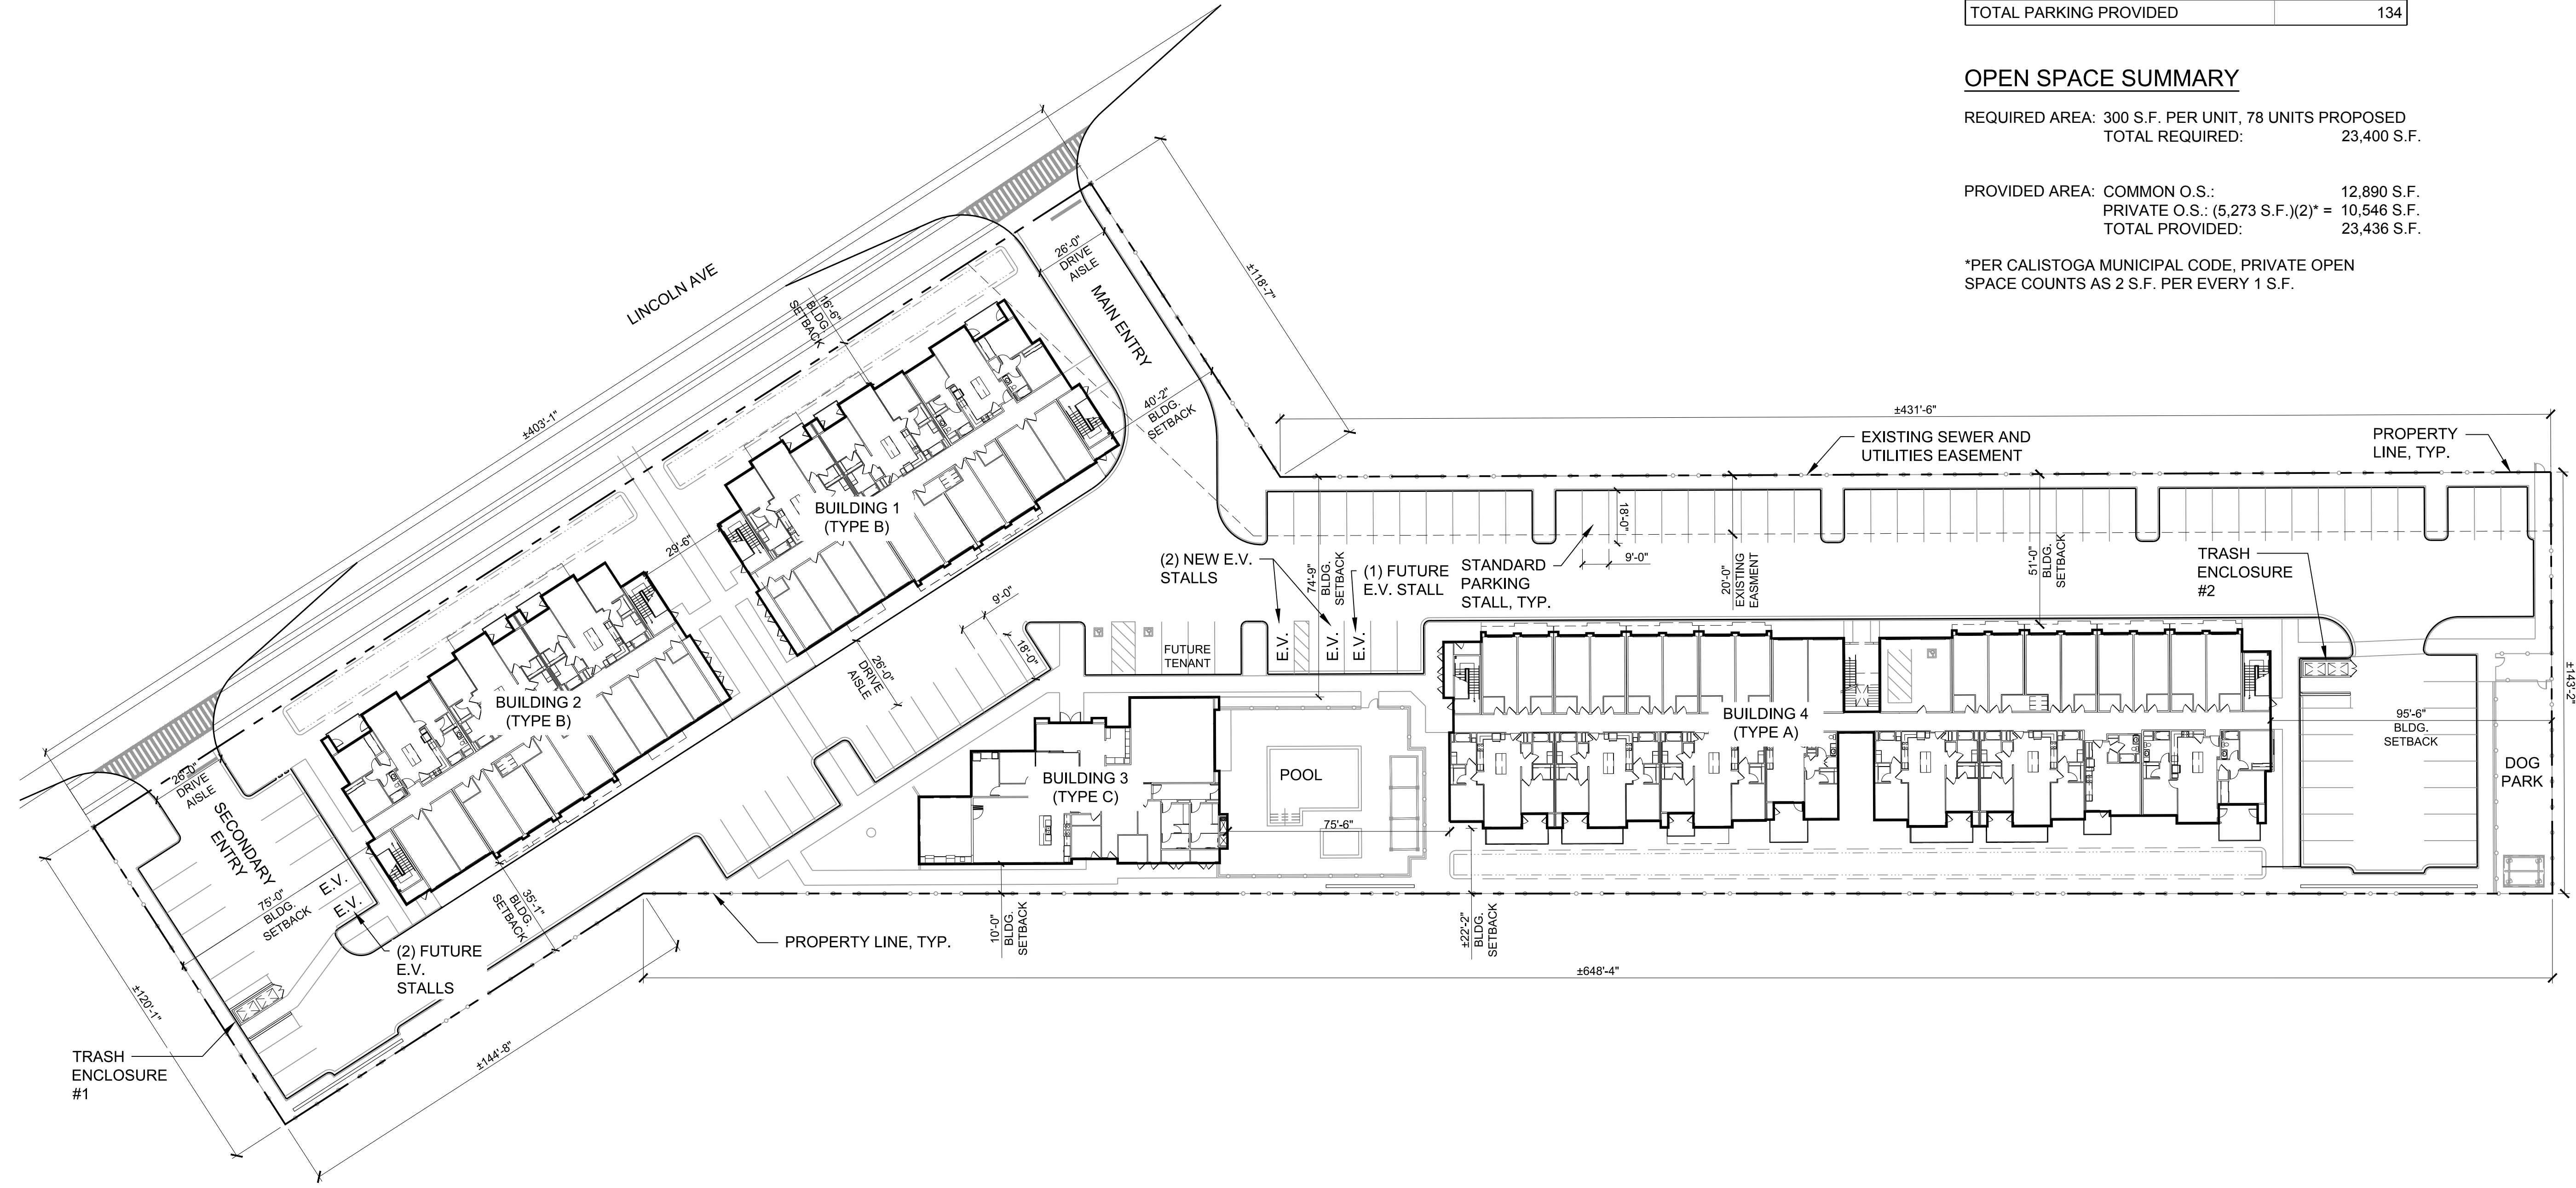 TOTAL PARKING PROVIDED 134
OPEN SPACE SUMMARY
REQUIRED AREA: 300 S.F. PER UNIT, 78 UNITS PROPOSED
TOTAL REQUIRED: 23,400 S.F.
PROVIDED AREA: COMMON O.S.: 12,890 S.F.
PRIVATE O.S.: (5,273 S.F.)(2)* = 10,546 S.F.
TOTAL PROVIDED: 23,436 S.F.
*PER CALISTOGA MUNICIPAL CODE, PRIVATE OPEN
SPACE COUNTS AS 2 S.F. PER EVERY 1 S.F.
LINCOLN AVE
±403'-1"
16'-6"
BLDG.
SETBACK
26'-0"
DRIVE
AISLE
MAIN ENTRY
±118'-7"
40'-2"
BLDG.
SETBACK
±431'-6"
EXISTING SEWER AND
UTILITIES EASEMENT
PROPERTY
LINE, TYP.
BUILDING 1
(TYPE B)
29'-6"
18'-0"
9'-0"
(2) NEW E.V.
STALLS
74'-9"
BLDG.
SETBACK
(1) FUTURE
E.V. STALL
STANDARD
PARKING
STALL, TYP.
20'-0"
EXISTING
EASMENT
51'-0"
BLDG.
SETBACK
TRASH
ENCLOSURE
#2
9'-0"
18'-0"
26'-0"
DRIVE
AISLE
FUTURE
TENANT
E.V.
E.V.
E.V.
±143'-2"
BUILDING 2
(TYPE B)
BUILDING 4
(TYPE A)
95'-6"
BLDG.
SETBACK
DOG
PARK
POOL
BUILDING 3
(TYPE C)
75'-6"
26'-0"
DRIVE
AISLE
SECONDARY
ENTRY
75'-0"
BLDG.
SETBACK
E.V.
E.V.
35'-1"
BLDG.
SETBACK
(2) FUTURE
E.V.
STALLS
PROPERTY LINE, TYP.
10'-0"
BLDG.
SETBACK
±22'-2"
BLDG.
SETBACK
±648'-4"
±120'-1"
±144'-8"
TRASH
ENCLOSURE
#1